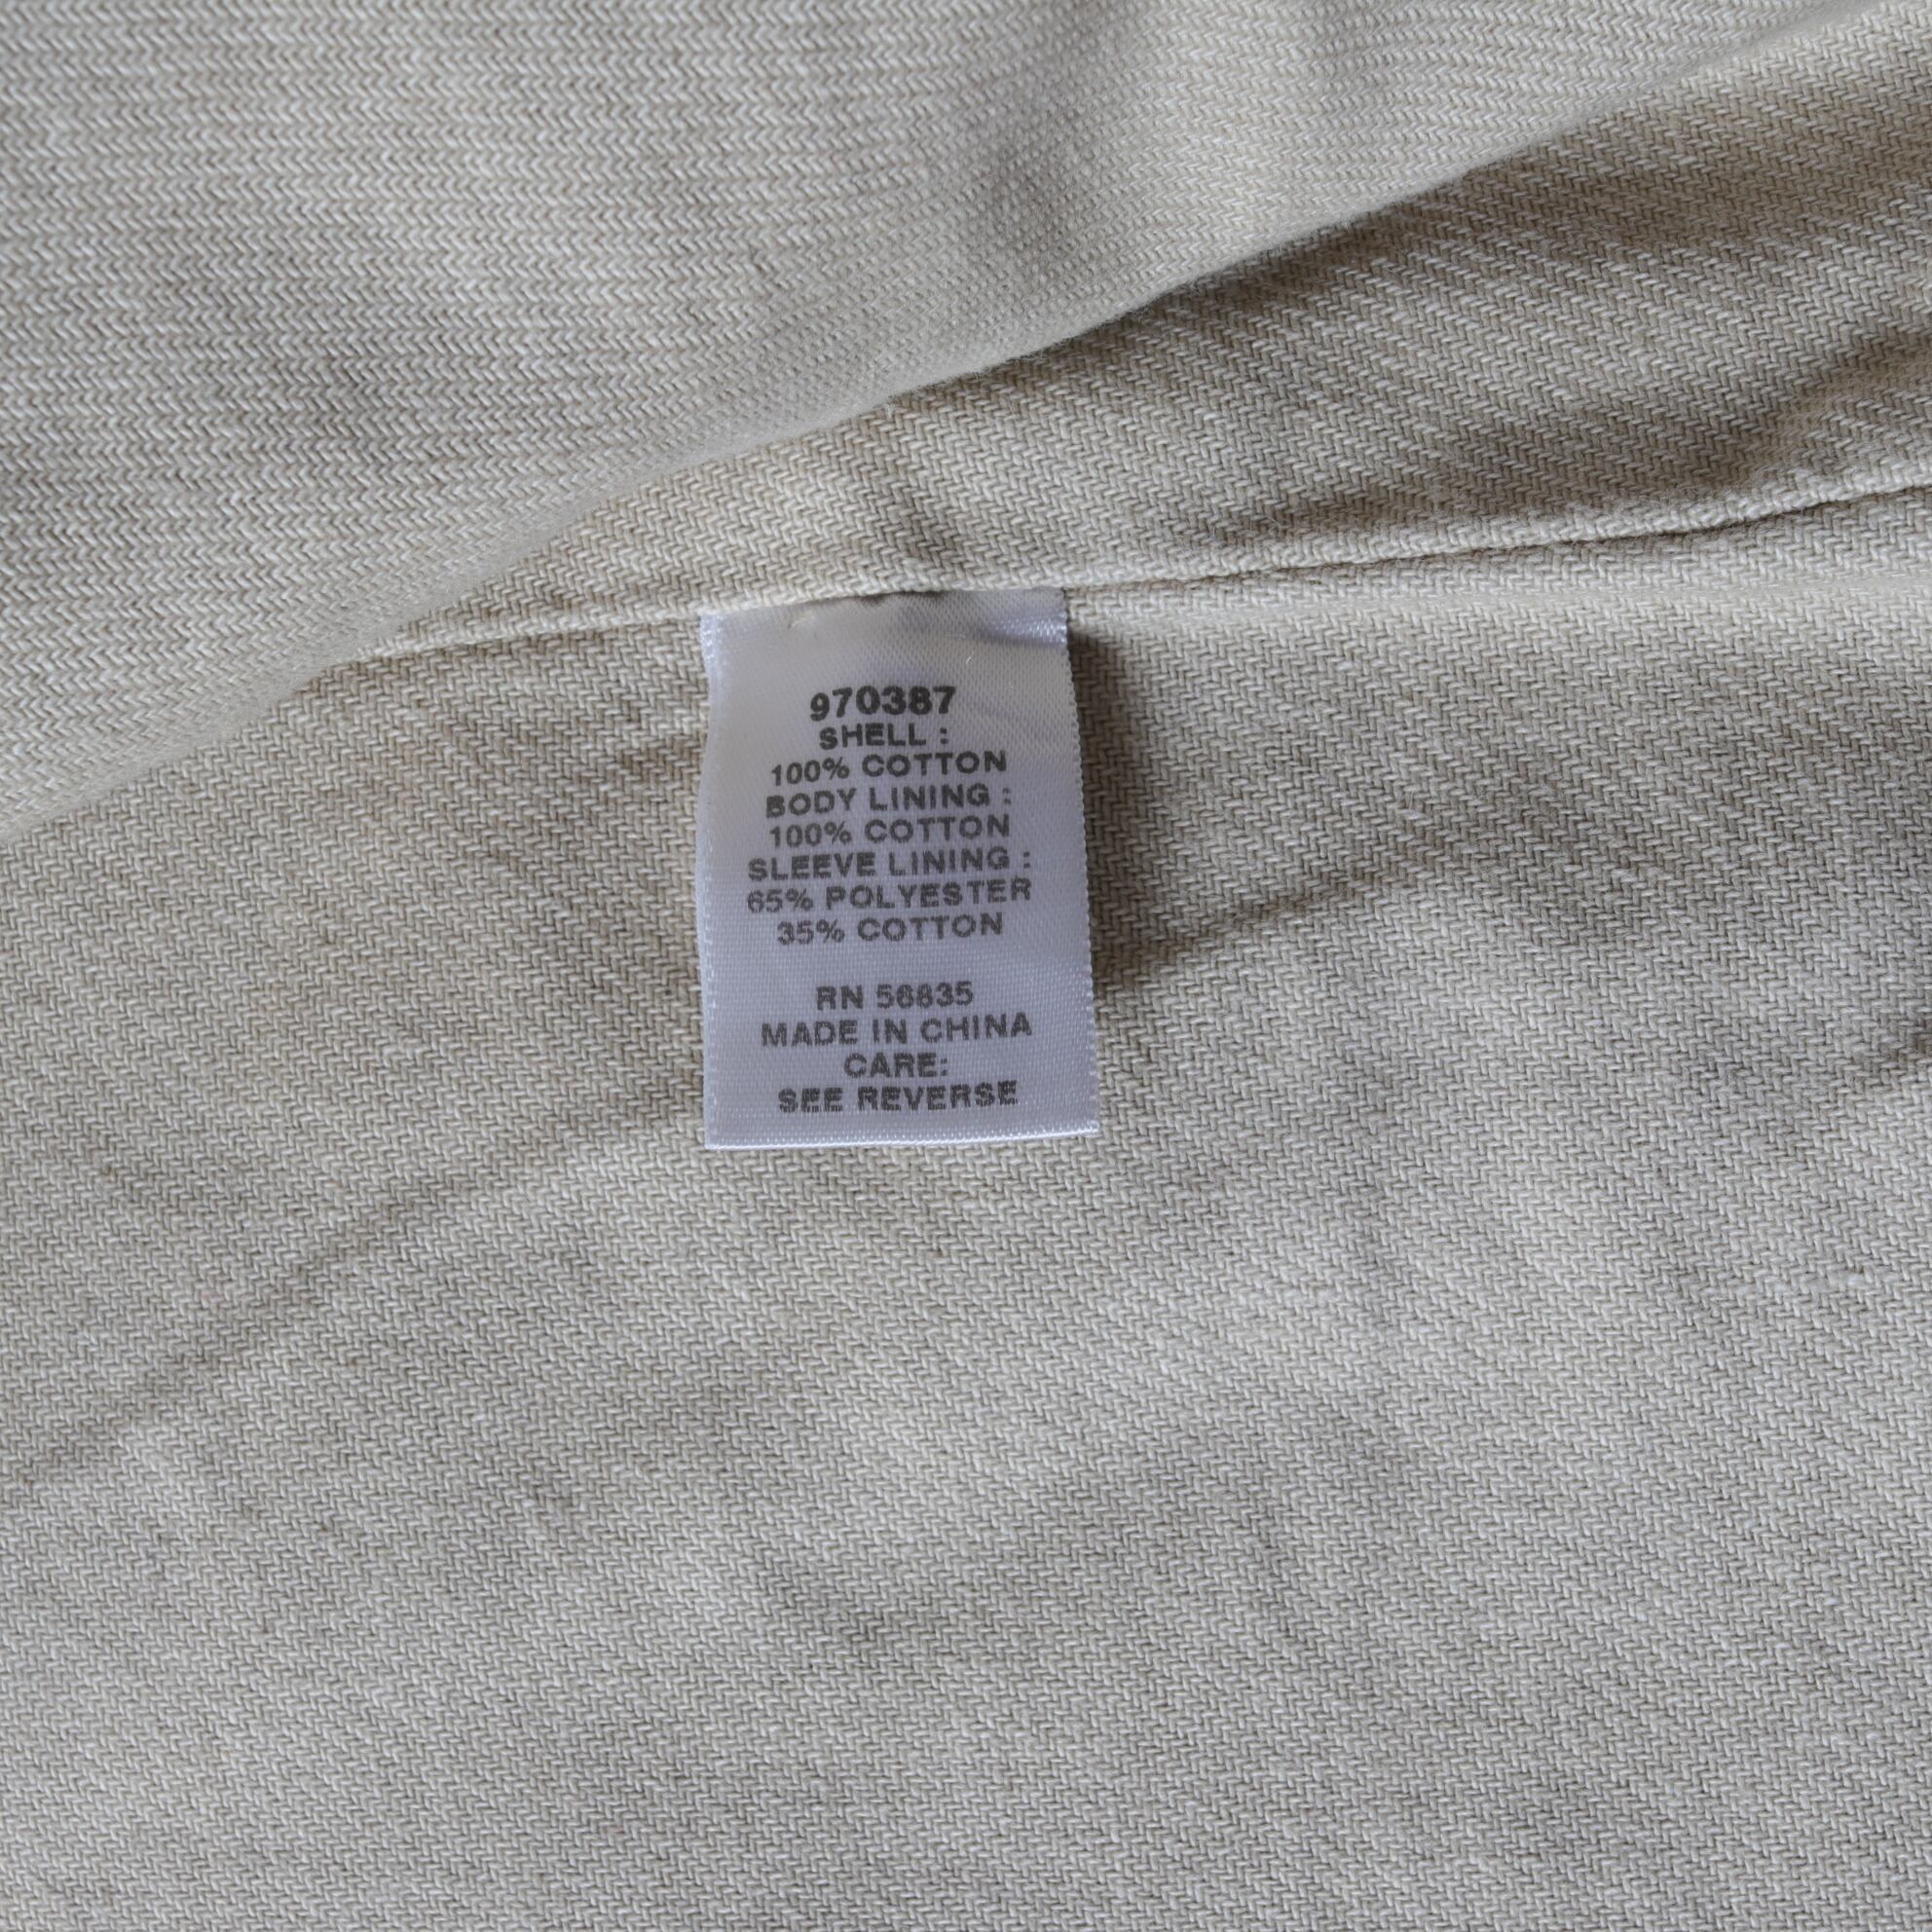 970387
SHELL :
100% COTTON
BODY LINING :
100% COTTON
SLEEVE LINING :
65% POLYESTER
35% COTTON
RN 56835
MADE IN CHINA
CARE:
SEE REVERSE